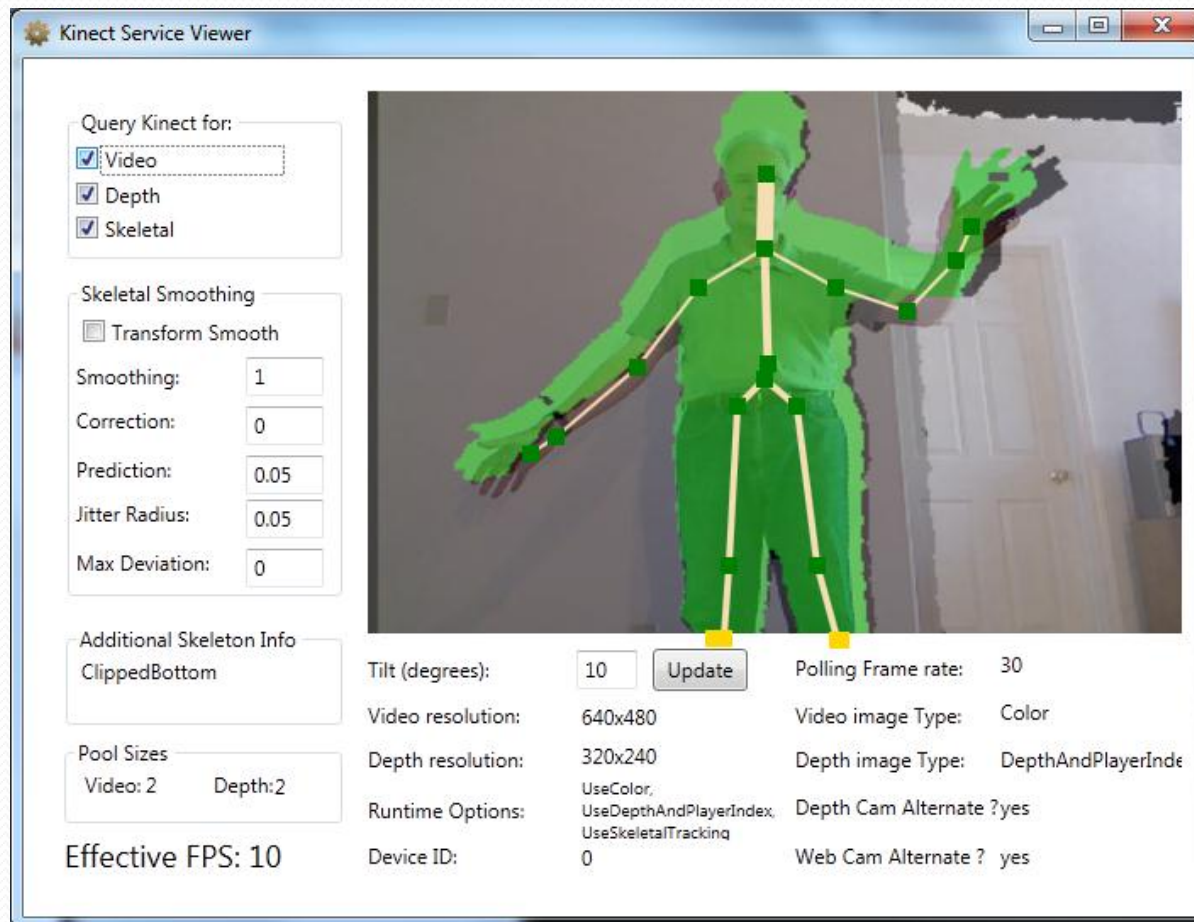 Kinect Service Viewer
Query Kinect for:
Video
Depth
Skeletal
Skeletal Smoothing
Transform Smooth
Smoothing: 1
Correction: 0
Prediction: 0.05
Jitter Radius: 0.05
Max Deviation: 0
Additional Skeleton Info
ClippedBottom
Pool Sizes
Video: 2 Depth:2
Effective FPS: 10
Tilt (degrees): 10 Update Polling Frame rate: 30
Video resolution: 640x480 Video image Type: Color
Depth resolution: 320x240 Depth image Type: DepthAndPlayerInde
Runtime Options: UseColor,
UseDepthAndPlayerIndex,
UseSkeletalTracking
Depth Cam Alternate ? yes
Device ID: 0 Web Cam Alternate ? yes